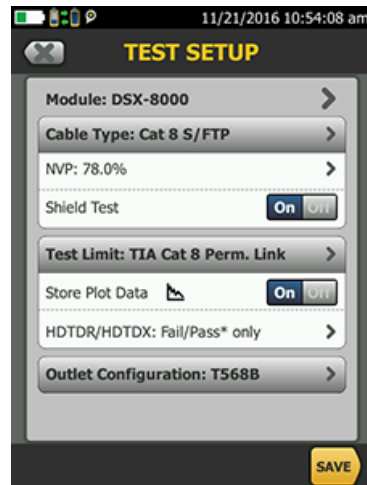 11/21/2016 10:54:08 am
TEST SETUP
Module: DSX-8000
Cable Type: Cat 8 S/FTP
NVP: 78.0%
Shield Test On Off
Test Limit: TIA Cat 8 Perm. Link
Store Plot Data On Off
HDTDR/HDTDX: Fail/Pass* only
Outlet Configuration: T568B
SAVE